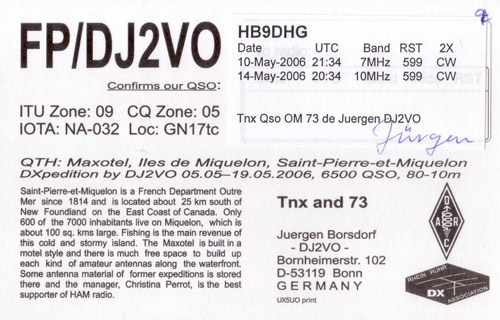 FP/DJ2VO
Confirms our QSO:
ITU Zone: 09 CQ Zone: 05
IOTA: NA-032 Loc: GN17tc
HB9DHG
Date UTC Band RST 2X
10-May-2006 21:34 7MHz 599 CW
14-May-2006 20:34 10MHz 599 CW
Tnx Qso OM 73 de Juergen DJ2VO
Jürgen
QTH: Maxotel, Iles de Miquelon, Saint-Pierre-et-Miquelon
DXpedition by DJ2VO 05.05-19.05.2006, 6500 QSO, 80-10m
Saint-Pierre-et-Miquelon is a French Department Outre
Mer since 1814 and is located about 25 km south of
New Foundland on the East Coast of Canada. Only
600 of the 7000 inhabitants live on Miquelon, which is
about 100 sq. kms large. Fishing is the main revenue of
this cold and stormy island. The Maxotel is built in a
motel style and there is much free space to build up
each kind of amateur antennas along the waterfront.
Some antenna material of former expeditions is stored
there and the manager, Christina Perrot, is the best
supporter of HAM radio.
Tnx and 73
Juergen Borsdorf
- DJ2VO -
Bornheimerstr. 102
D-53119 Bonn
GERMANY
UX5UO print
DARC
RHEIN RUHR
DX
ASSOCIATION